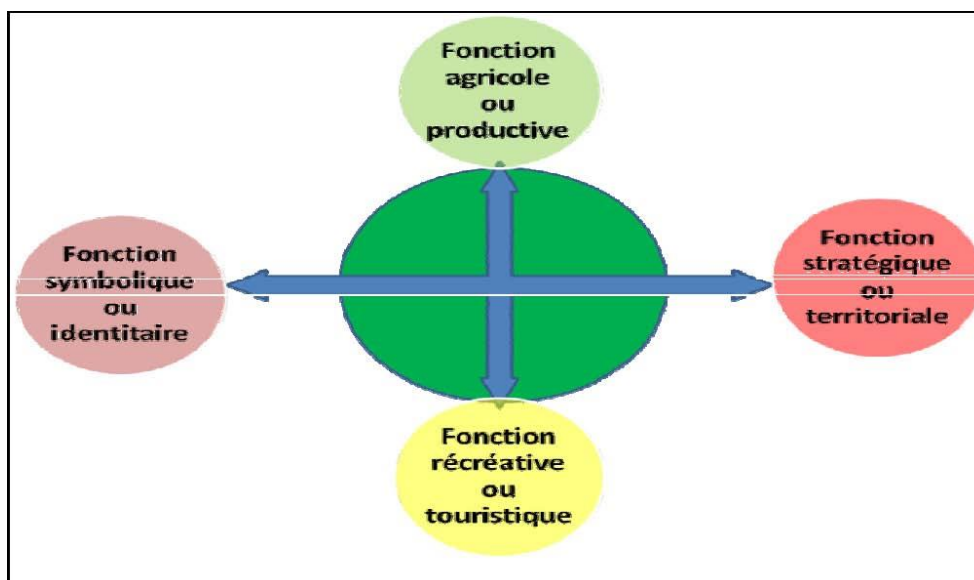 Fonction
agricole
ou
productive
Fonction
symbolique
ou
identitaire
Fonction
stratégique
ou
territoriale
Fonction
récréative
ou
touristique